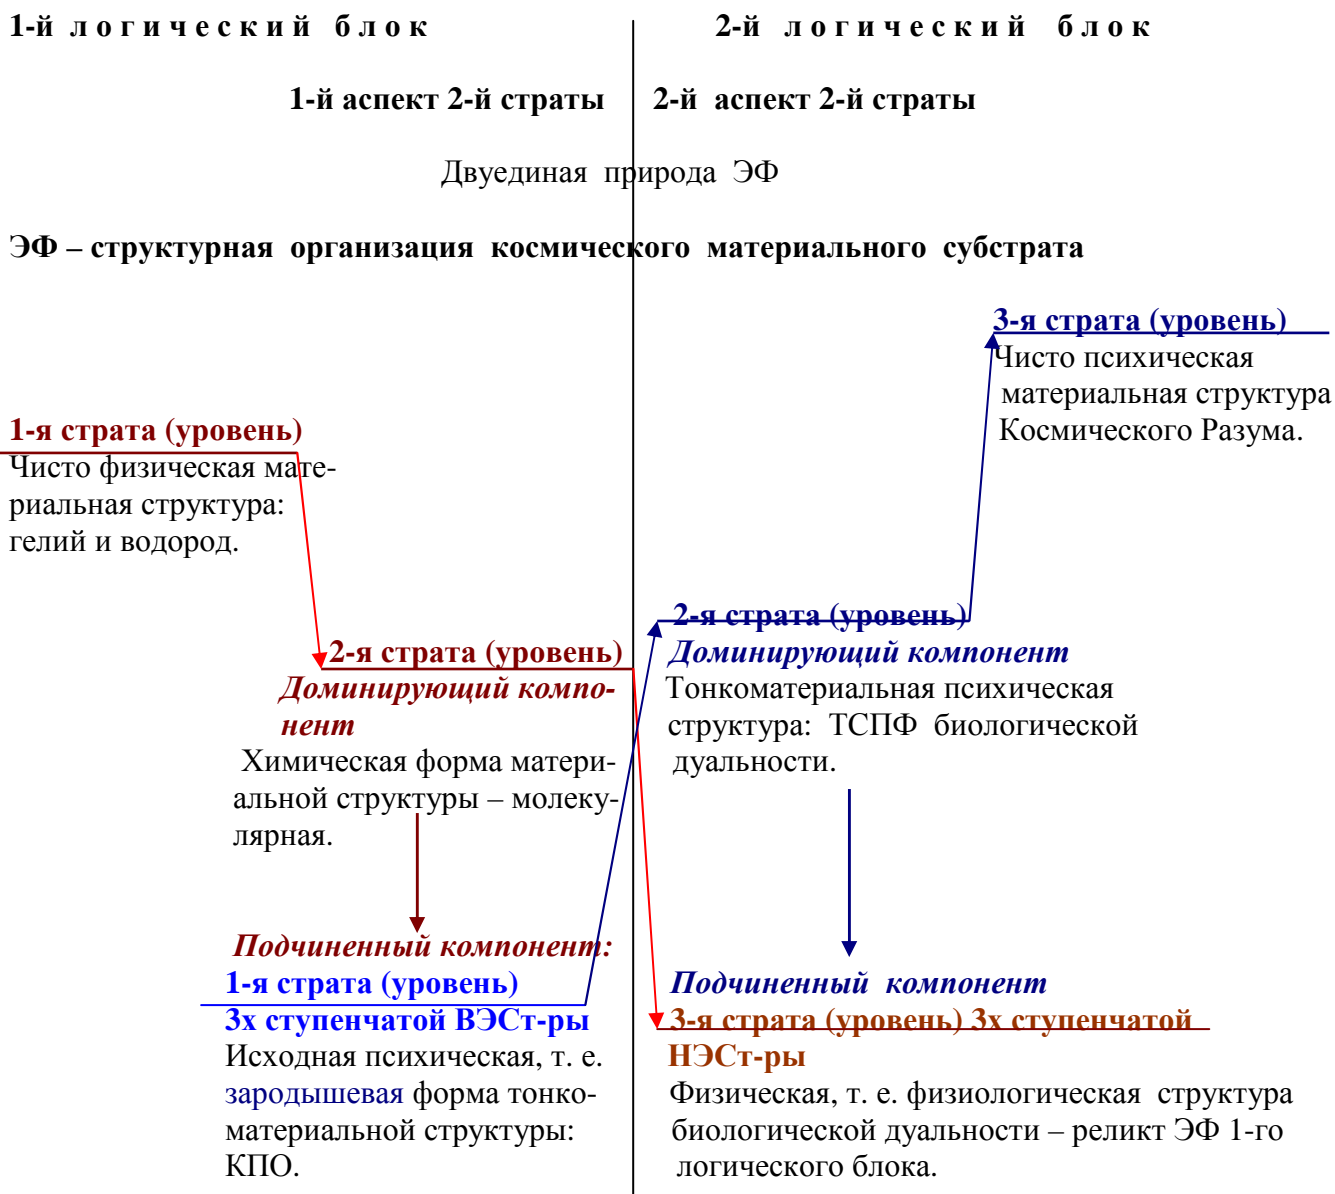 1-й л о г и ч е с к и й б л о к
2-й л о г и ч е с к и й б л о к
1-й аспект 2-й страты
2-й аспект 2-й страты
Двуединая природа ЭФ
ЭФ – структурная организация космического материального субстрата
3-я страта (уровень)
Чисто психическая
материальная структура
Космического Разума.
1-я страта (уровень)
Чисто физическая мате-
риальная структура:
гелий и водород.
2-я страта (уровень)
Доминирующий компо-
нент
Химическая форма матери-
альной структуры – молеку-
лярная.
Подчиненный компонент:
1-я страта (уровень)
3х ступенчатой ВЭСт-ры
Исходная психическая, т. е.
зародышевая форма тонко-
материальной структуры:
КПО.
2-я страта (уровень)
Доминирующий компонент
Тонкоматериальная психическая
структура: ТСПФ биологической
дуальности.
Подчиненный компонент
3-я страта (уровень) 3х ступенчатой
НЭСт-ры
Физическая, т. е. физиологическая структура
биологической дуальности – реликт ЭФ 1-го
логического блока.